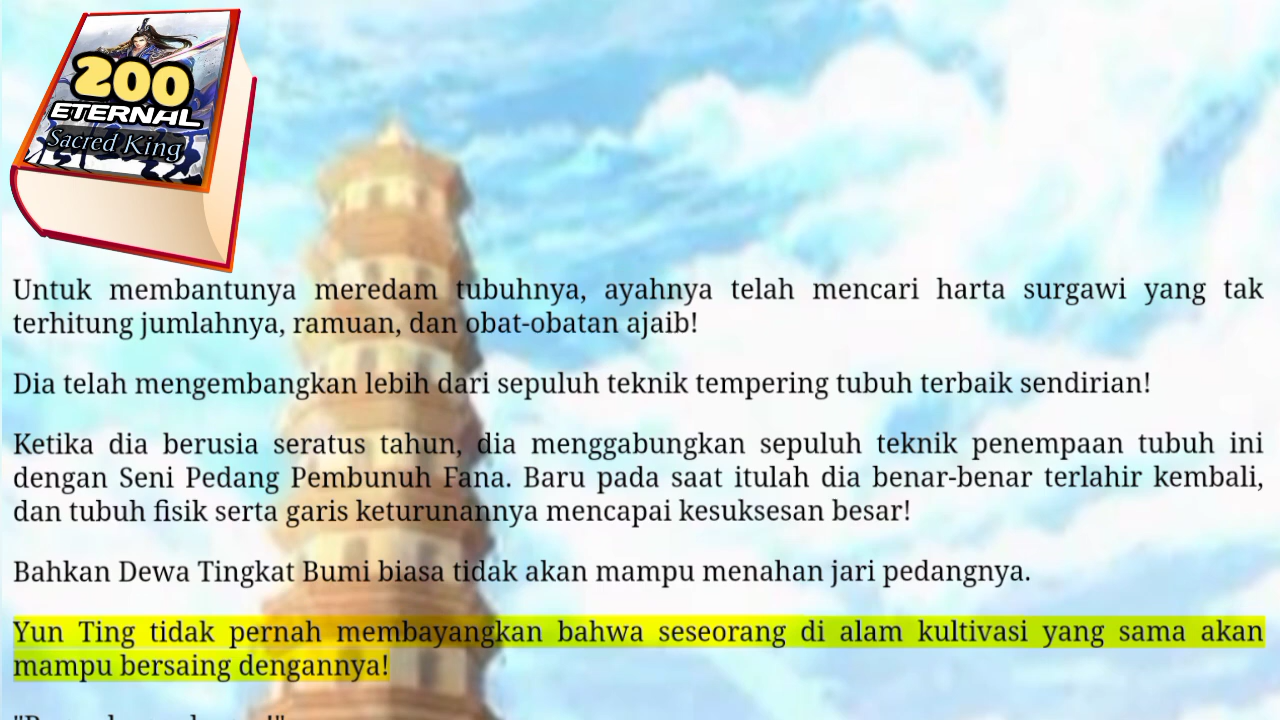 200
ETERNAL
Sacred King
Untuk membantunya meredam tubuhnya, ayahnya telah mencari harta surgawi yang tak
terhitung jumlahnya, ramuan, dan obat-obatan ajaib!
Dia telah mengembangkan lebih dari sepuluh teknik tempering tubuh terbaik sendirian!
Ketika dia berusia seratus tahun, dia menggabungkan sepuluh teknik penempaan tubuh ini
dengan Seni Pedang Pembunuh Fana. Baru pada saat itulah dia benar-benar terlahir kembali,
dan tubuh fisik serta garis keturunannya mencapai kesuksesan besar!
Bahkan Dewa Tingkat Bumi biasa tidak akan mampu menahan jari pedangnya.
Yun Ting tidak pernah membayangkan bahwa seseorang di alam kultivasi yang sama akan
mampu bersaing dengannya!